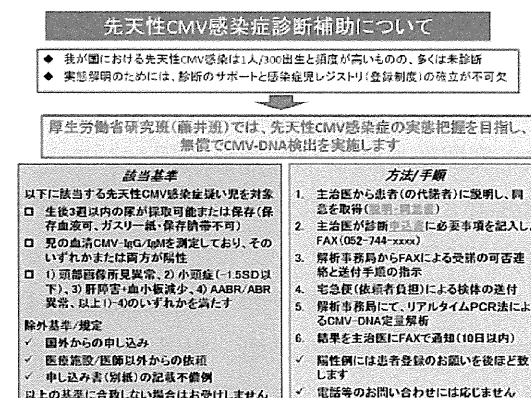 先天性CMV感染症診断補助について
◆ 我が国における先天性CMV感染は1人/300出生と頻度が高いものの、多くは未診断
◆ 実態解明のためには、診断のサポートと感染症児レジストリ(登録制度)の確立が不可欠
厚生労働省研究班(藤井班)では、先天性CMV感染症の実態把握を目指し、
無償でCMV-DNA検出を実施します
該当基準
以下に該当する先天性CMV感染症疑い児を対象
□ 生後3週以内の尿が採取可能または保存(保
存血液可、ガスリー紙・保存臍帯不可)
□ 児の血清CMV-IgG/IgMを測定しており、その
いずれかまたは両方が陽性
□ 1) 頭部画像所見異常、2) 小頭症(-1.5SD以
下)、3) 肝障害+血小板減少、4) AABR/ABR
異常、以上1)-4)のいずれかを満たす
除外基準/規定
✓ 国外からの申し込み
✓ 医療施設/医師以外からの依頼
✓ 申し込み書(別紙)の記載不備例
以上の基準に合致しない場合はお受けしません
方法/手順
1. 主治医から患者(の代諾者)に説明し、同
意を取得(説明・同意書)
2. 主治医が診断申込書に必要事項を記入し、
FAX(052-744-xxxx)
3. 解析事務局からFAXによる受諾の可否連
絡と送付手順の指示
4. 宅急便(依頼者負担)による検体の送付
5. 解析事務局にて、リアルタイムPCR法によ
るCMV-DNA定量解析
6. 結果を主治医にFAXで通知(10日以内)
✓ 陽性例には患者登録のお願いを後ほど致
します
✓ 電話等のお問い合わせには応じません